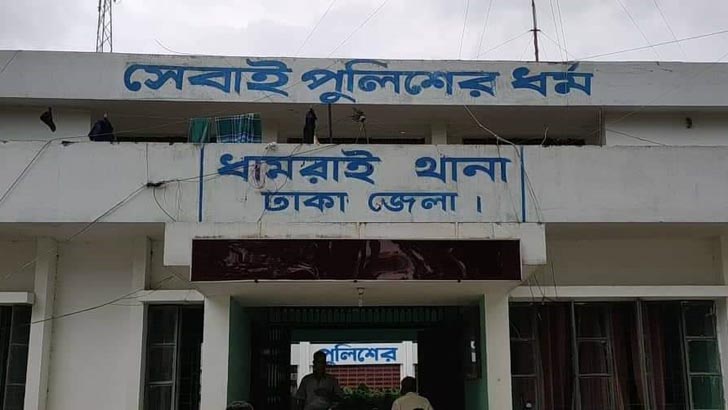 সেবাই পুলিশের ধর্ম
ধামরাই থানা
ঢাকা জেলা।
পুলিশের